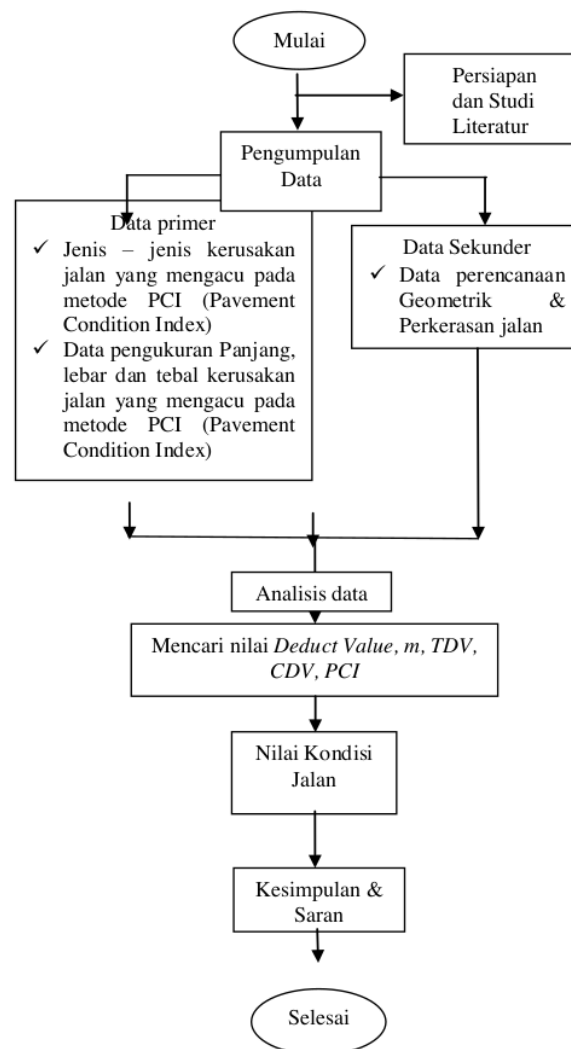 Mulai
Persiapan
dan Studi
Literatur
Pengumpulan
Data
Data primer
✓ Jenis – jenis kerusakan
jalan yang mengacu pada
metode PCI (Pavement
Condition Index)
✓ Data pengukuran Panjang,
lebar dan tebal kerusakan
jalan yang mengacu pada
metode PCI (Pavement
Condition Index)
Data Sekunder
✓ Data perencanaan
Geometrik &
Perkerasan jalan
Analisis data
Mencari nilai Deduct Value, m, TDV,
CDV, PCI
Nilai Kondisi
Jalan
Kesimpulan &
Saran
Selesai